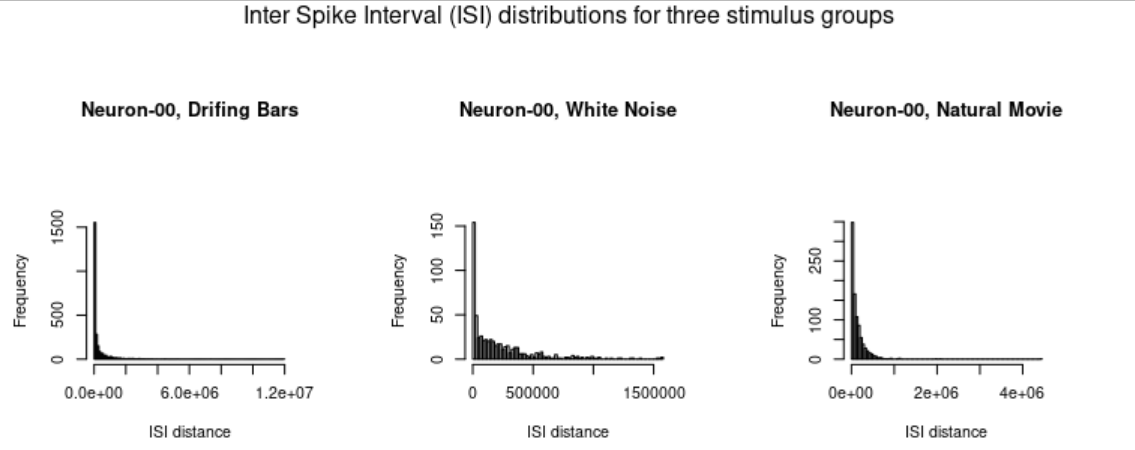 Inter Spike Interval (ISI) distributions for three stimulus groups
Neuron-00, Drifing Bars
Frequency
0 500 1500
0.0e+00 6.0e+06 1.2e+07
ISI distance
Neuron-00, White Noise
Frequency
0 50 100 150
0 500000 1500000
ISI distance
Neuron-00, Natural Movie
Frequency
0 100 250
0e+00 2e+06 4e+06
ISI distance